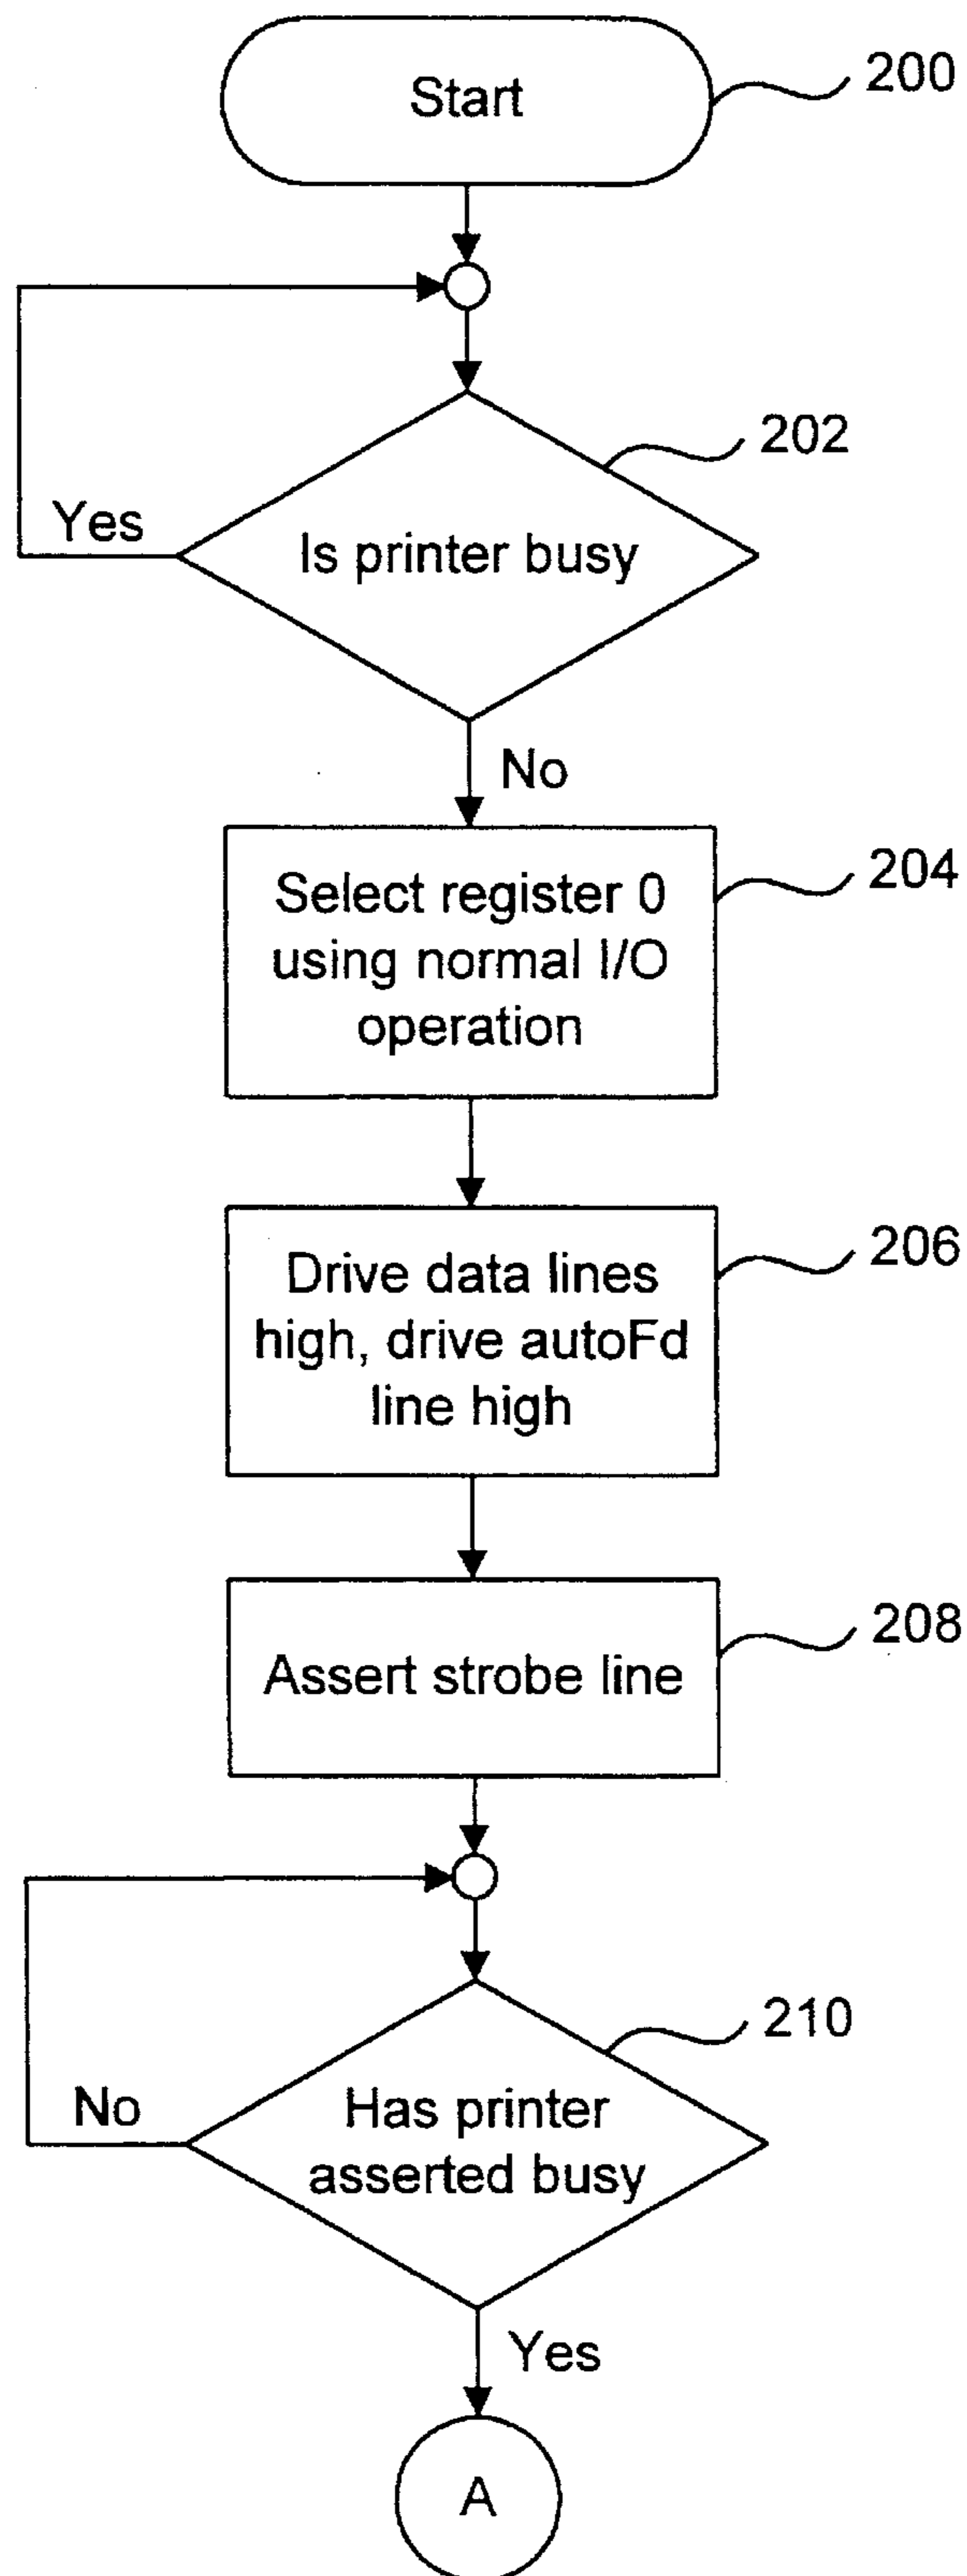 Start
200
202
Yes
Is printer busy
No
204
Select register 0
using normal I/O
operation
206
Drive data lines
high, drive autoFd
line high
208
Assert strobe line
210
No
Has printer
asserted busy
Yes
A